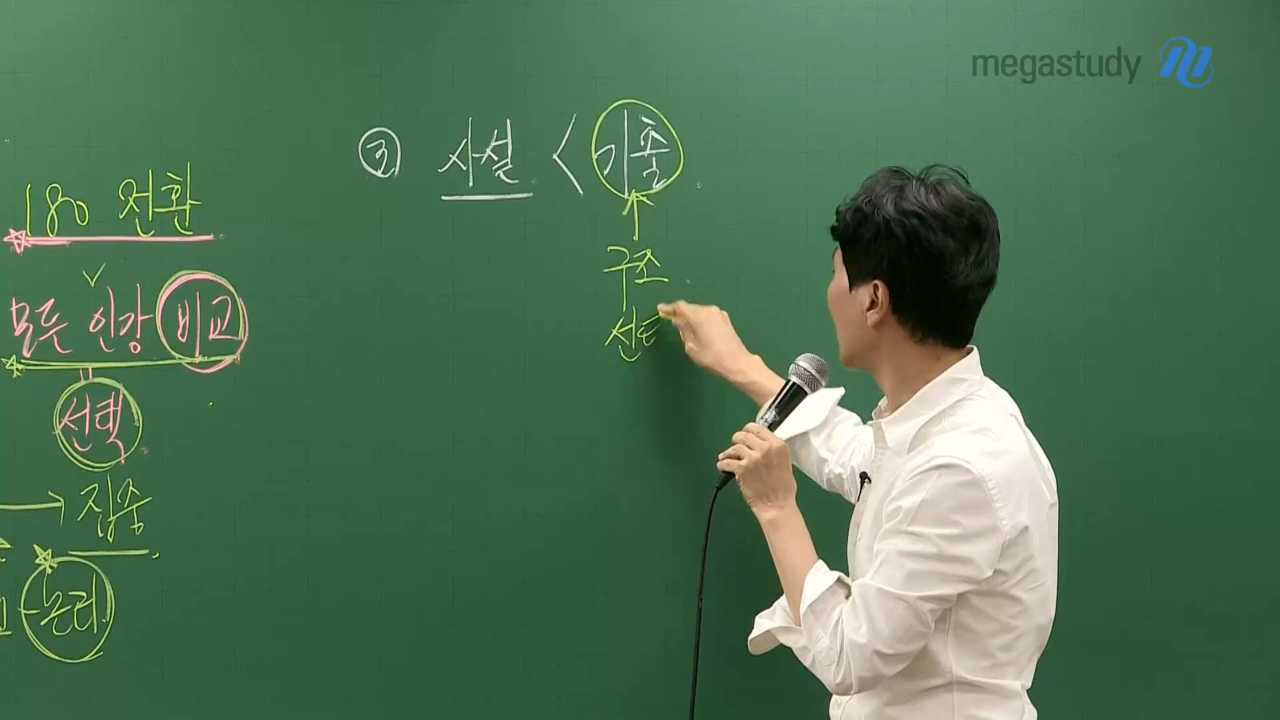 megastudy
③ 사설 < 기출
구조
선택
180 전환
모든 인강 비교
선택
→ 집중
논리